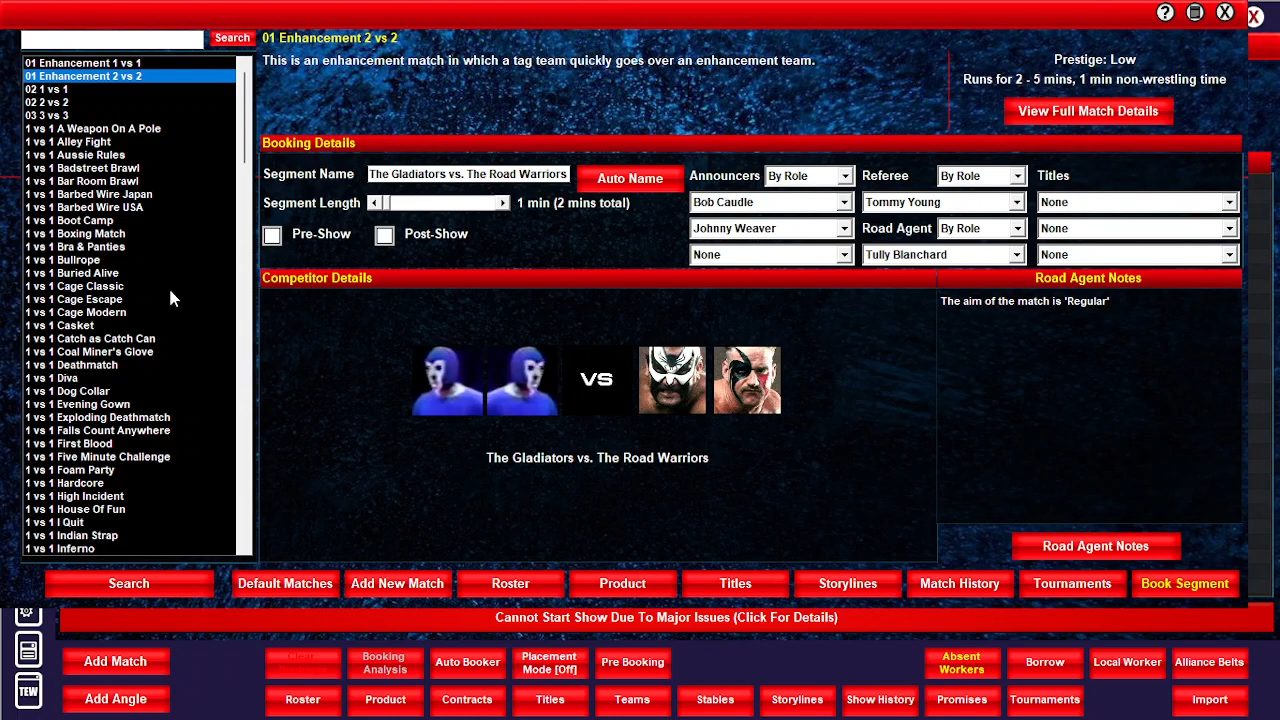 ? X X
Search
01 Enhancement 1 vs 1
01 Enhancement 2 vs 2
02 1 vs 1
02 2 vs 2
03 3 vs 3
1 vs 1 A Weapon On A Pole
1 vs 1 Alley Fight
1 vs 1 Aussie Rules
1 vs 1 Badstreet Brawl
1 vs 1 Bar Room Brawl
1 vs 1 Barbed Wire Japan
1 vs 1 Barbed Wire USA
1 vs 1 Boot Camp
1 vs 1 Boxing Match
1 vs 1 Bra & Panties
1 vs 1 Bullrope
1 vs 1 Buried Alive
1 vs 1 Cage Classic
1 vs 1 Cage Escape
1 vs 1 Cage Modern
1 vs 1 Casket
1 vs 1 Catch as Catch Can
1 vs 1 Coal Miner's Glove
1 vs 1 Deathmatch
1 vs 1 Diva
1 vs 1 Dog Collar
1 vs 1 Evening Gown
1 vs 1 Exploding Deathmatch
1 vs 1 Falls Count Anywhere
1 vs 1 First Blood
1 vs 1 Five Minute Challenge
1 vs 1 Foam Party
1 vs 1 Hardcore
1 vs 1 High Incident
1 vs 1 House Of Fun
1 vs 1 I Quit
1 vs 1 Indian Strap
1 vs 1 Inferno
01 Enhancement 2 vs 2
This is an enhancement match in which a tag team quickly goes over an enhancement team.
Prestige: Low
Runs for 2 - 5 mins, 1 min non-wrestling time
View Full Match Details
Booking Details
Segment Name The Gladiators vs. The Road Warriors Auto Name Announcers By Role Referee By Role Titles
Segment Length 1 min (2 mins total) Bob Caudle Tommy Young None
Pre-Show Post-Show Johnny Weaver Road Agent By Role None
None Tully Blanchard None
Competitor Details
VS
The Gladiators vs. The Road Warriors
Road Agent Notes
The aim of the match is 'Regular'
Road Agent Notes
Search Default Matches Add New Match Roster Product Titles Storylines Match History Tournaments Book Segment
Cannot Start Show Due To Major Issues (Click For Details)
Add Match Booking Analysis Auto Booker Placement Mode [Off] Pre Booking Absent Workers Borrow Local Worker Alliance Belts
TEW Add Angle Roster Product Contracts Titles Teams Stables Storylines Show History Promises Tournaments Import